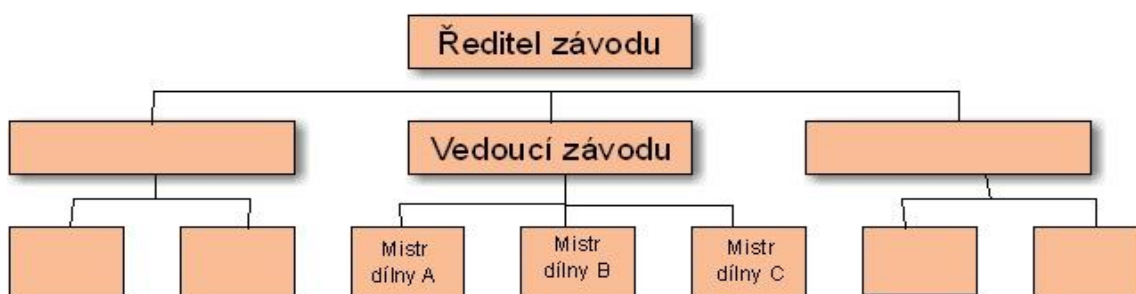 Ředitel závodu
Vedoucí závodu
Mistr
dílny A
Mistr
dílny B
Mistr
dílny C